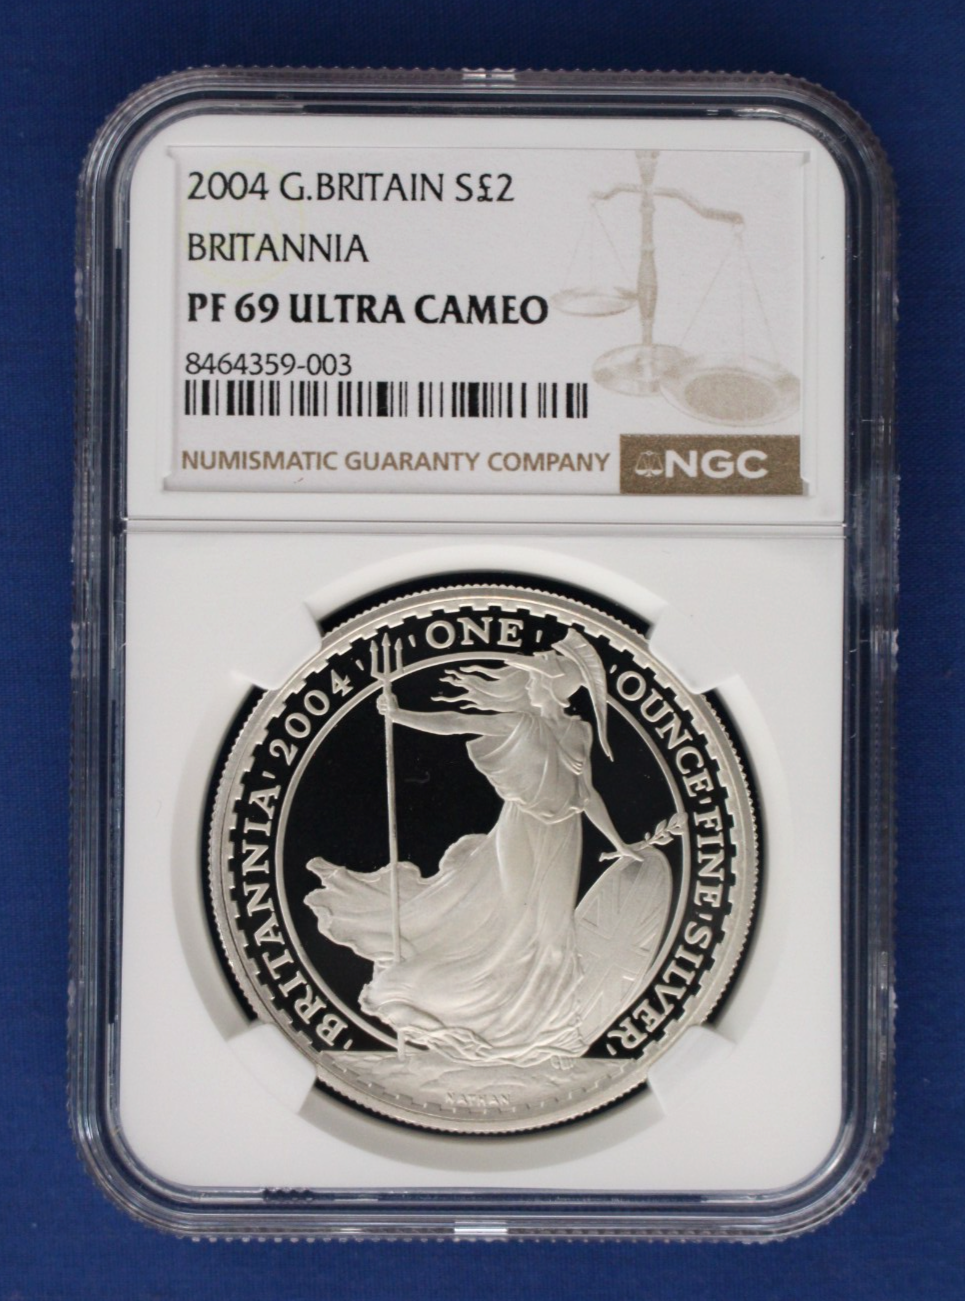 2004 G.BRITAIN S£2
BRITANNIA
PF 69 ULTRA CAMEO
8464359-003
NUMISMATIC GUARANTY COMPANY
NGC
BRITANNIA · 2004 · ONE · OUNCE · FINE · SILVER
NATHAN